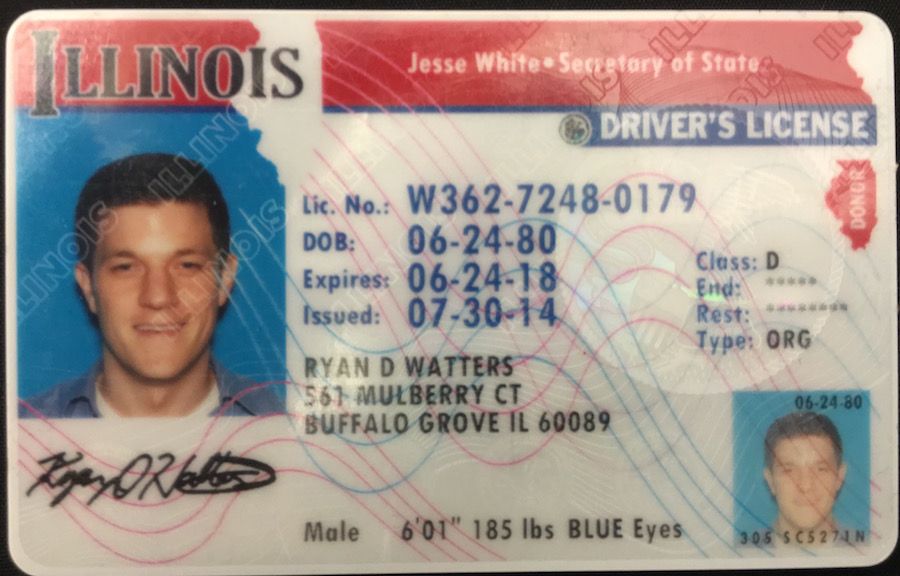 ILLINOIS
Jesse White • Secretary of State
DRIVER'S LICENSE
DONOR
Lic. No.: W362-7248-0179
DOB: 06-24-80
Expires: 06-24-18
Issued: 07-30-14
Class: D
End: *****
Rest: ********
Type: ORG
RYAN D WATTERS
561 MULBERRY CT
BUFFALO GROVE IL 60089
06-24-80
Ryan D Watters
Male 6'01" 185 lbs BLUE Eyes
305 SC5271N